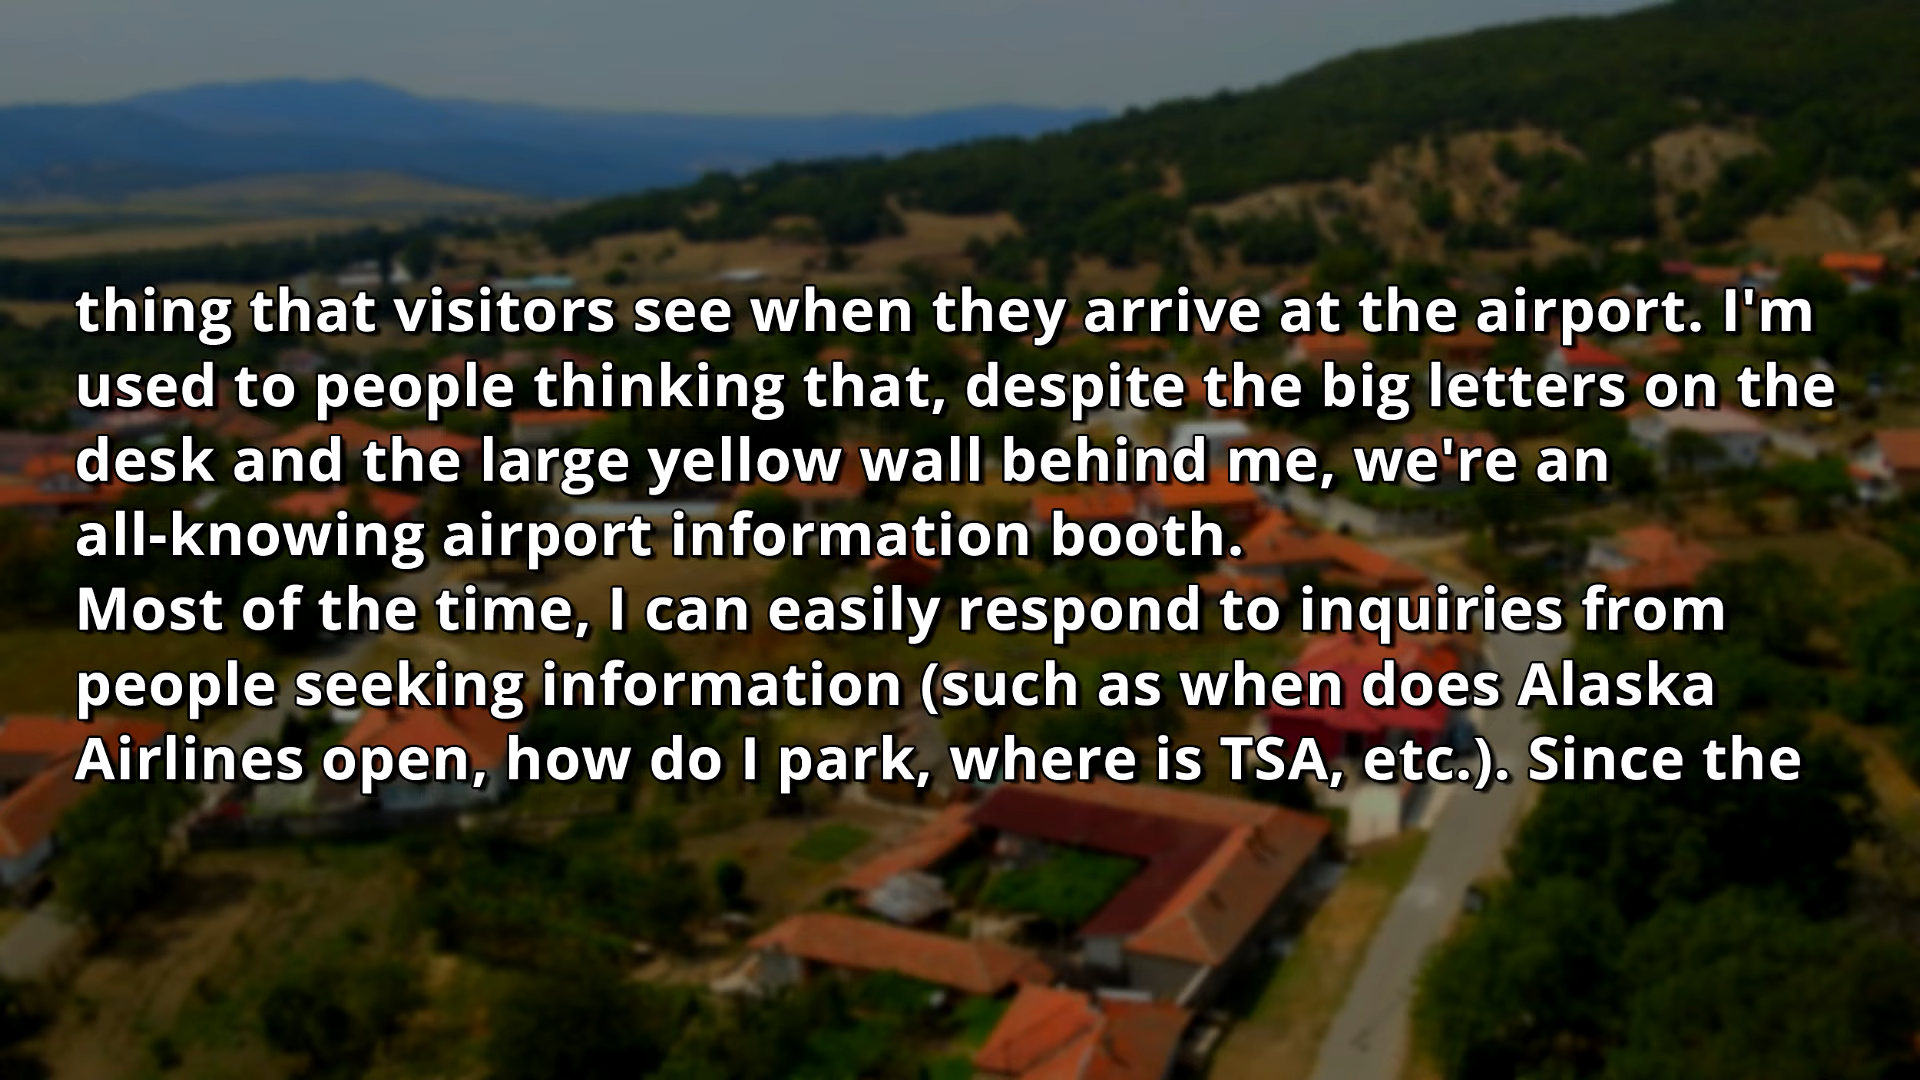 thing that visitors see when they arrive at the airport. I'm
used to people thinking that, despite the big letters on the
desk and the large yellow wall behind me, we're an
all-knowing airport information booth.
Most of the time, I can easily respond to inquiries from
people seeking information (such as when does Alaska
Airlines open, how do I park, where is TSA, etc.). Since the